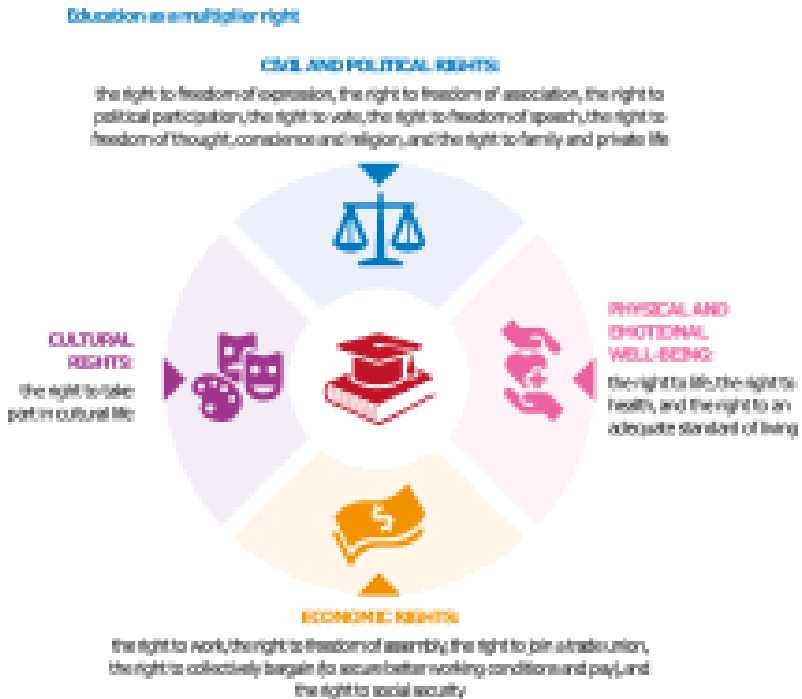 Education as a multiplier right
CIVIL AND POLITICAL RIGHTS:
the right to freedom of expression, the right to freedom of association, the right to
political participation, the right to vote, the right to freedom of speech, the right to
freedom of thought, conscience and religion, and the right to family and private life
CULTURAL
RIGHTS:
the right to take
part in cultural life
PHYSICAL AND
EMOTIONAL
WELL-BEING:
the right to life, the right to
health, and the right to an
adequate standard of living
$
ECONOMIC RIGHTS:
the right to work, the right to freedom of assembly, the right to join a trade union,
the right to collectively bargain (to secure better working conditions and pay), and
the right to social security